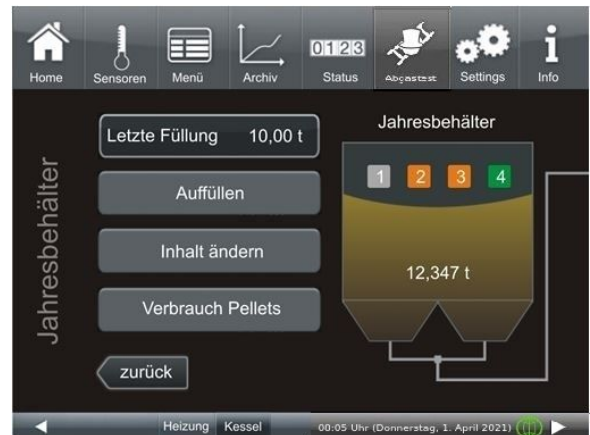 0123
Home Sensoren Menü Archiv Status Abgastest Settings Info
Jahresbehälter
Letzte Füllung 10,00 t
Auffüllen
Inhalt ändern
Verbrauch Pellets
zurück
Jahresbehälter
1 2 3 4
12,347 t
Heizung Kessel 00:05 Uhr (Donnerstag, 1. April 2021)